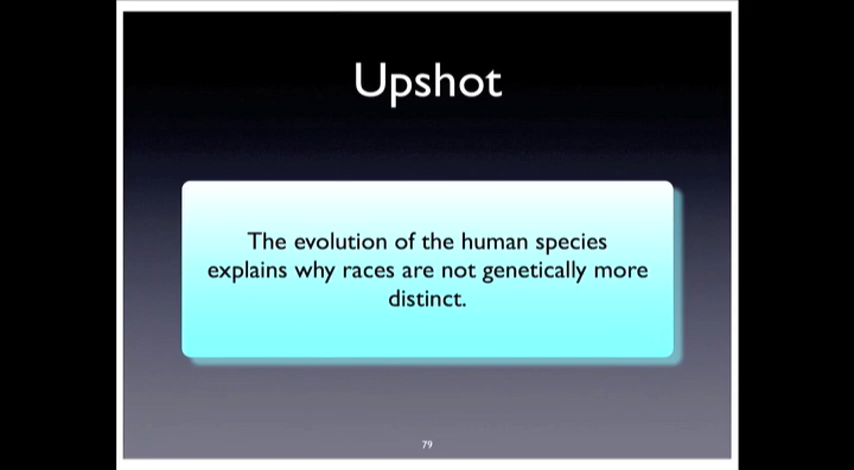 Upshot
The evolution of the human species
explains why races are not genetically more
distinct.
79